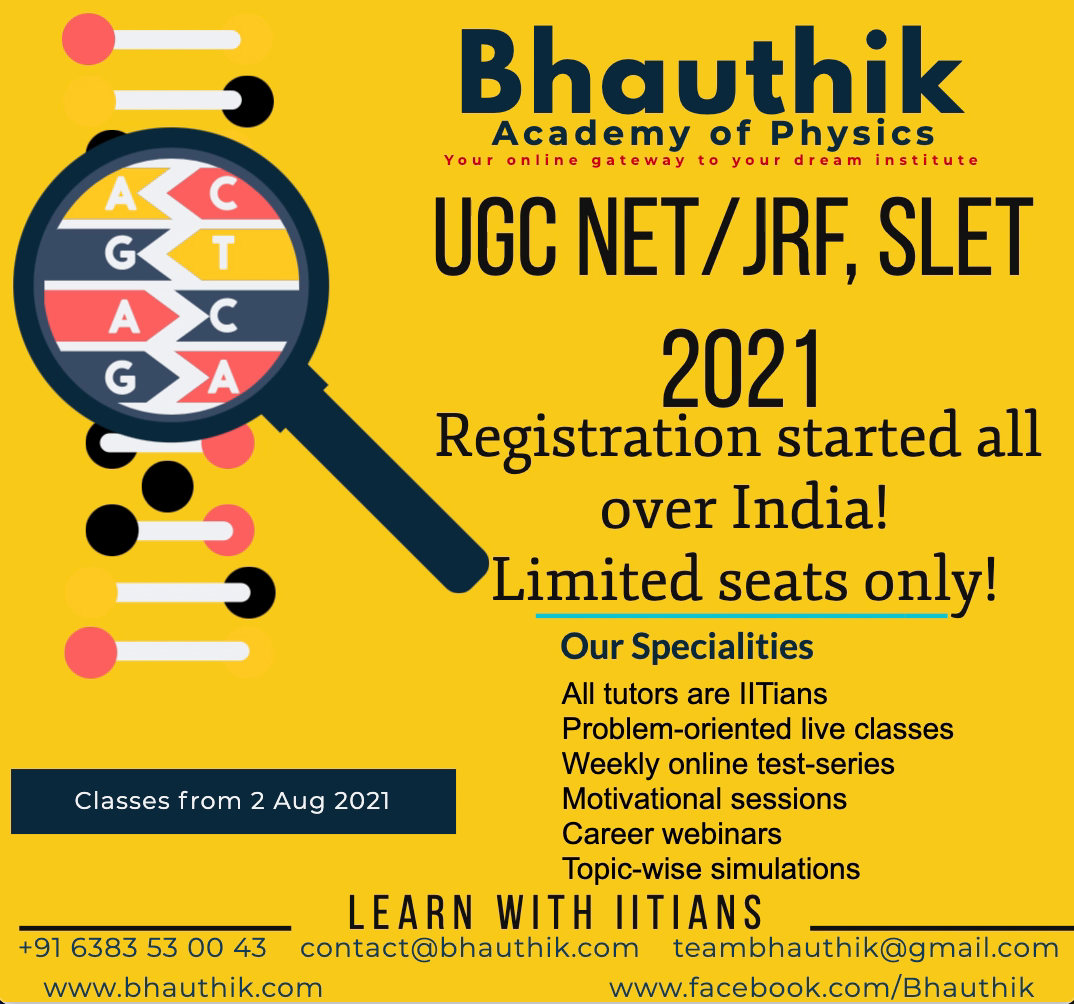 Bhauthik
Academy of Physics
Your online gateway to your dream institute
A C
G T
A C
G A
UGC NET/JRF, SLET
2021
Registration started all
over India!
Limited seats only!
Our Specialities
All tutors are IITians
Problem-oriented live classes
Weekly online test-series
Motivational sessions
Career webinars
Topic-wise simulations
Classes from 2 Aug 2021
LEARN WITH IITIANS
+91 6383 53 00 43 contact@bhauthik.com teambhauthik@gmail.com
www.bhauthik.com www.facebook.com/Bhauthik